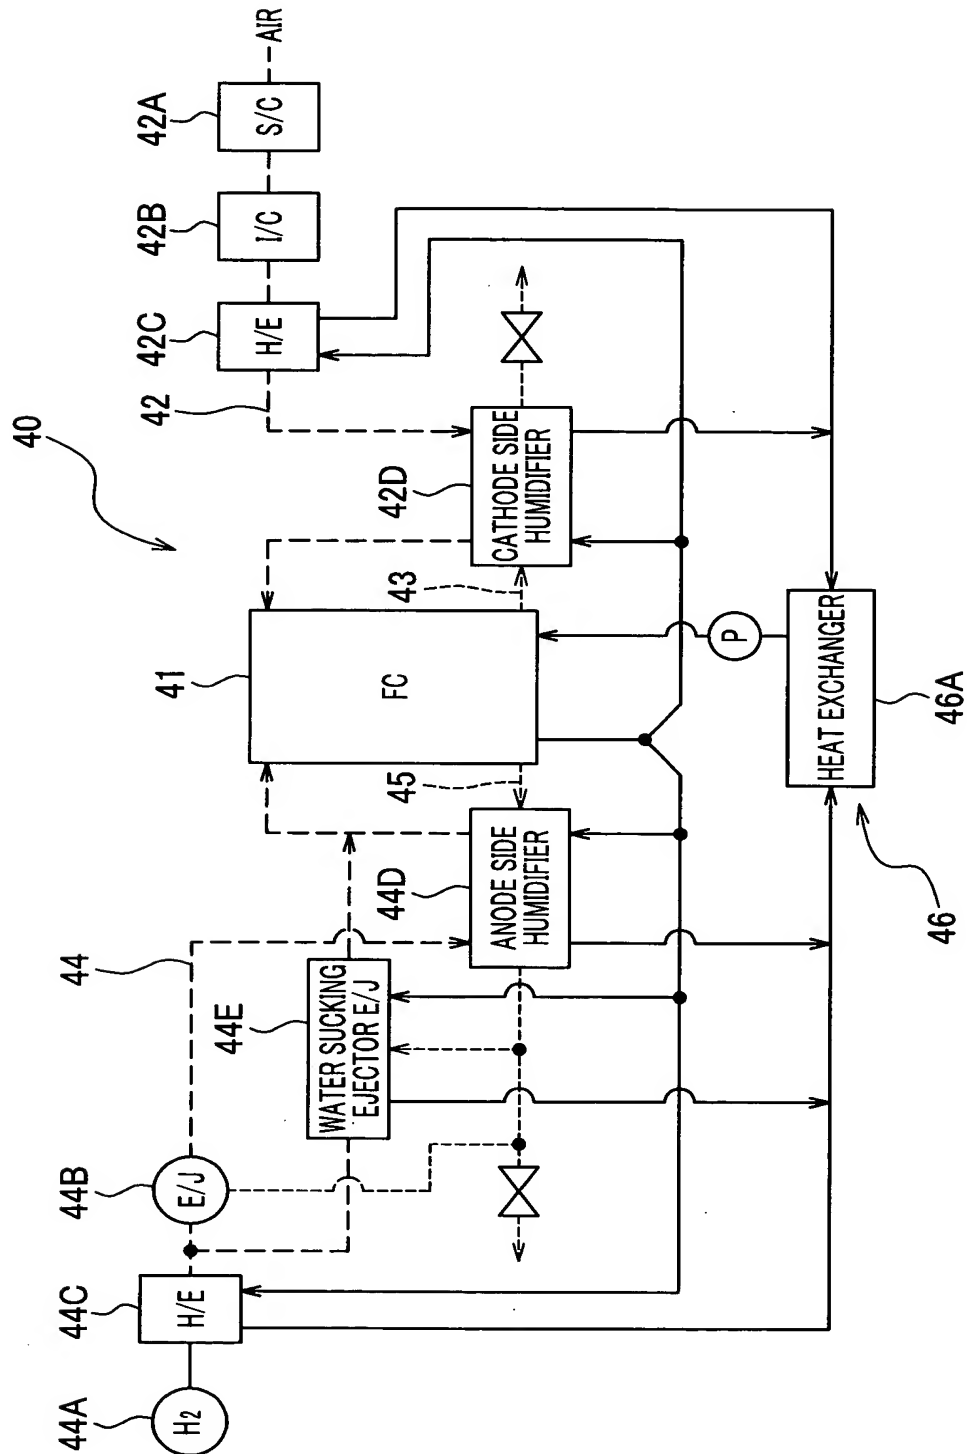 40
44A
H2
44C
H/E
44B
E/J
44
44E
WATER SUCKING
EJECTOR E/J
44D
ANODE SIDE
HUMIDIFIER
45
41
FC
43
42D
CATHODE SIDE
HUMIDIFIER
42
42C
H/E
42B
I/C
42A
S/C
AIR
P
HEAT EXCHANGER
46A
46